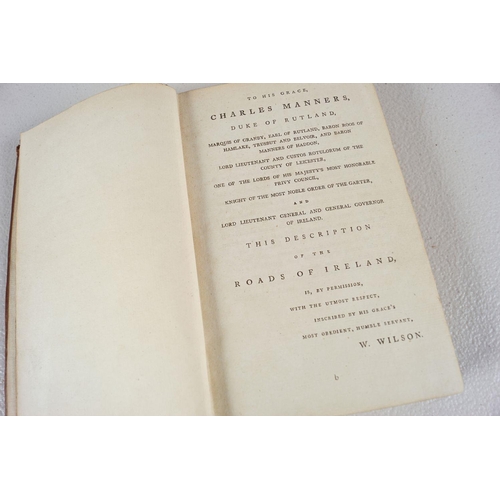 TO HIS GRACE,
CHARLES MANNERS,
DUKE OF RUTLAND,
MARQUIS OF GRANBY, EARL OF RUTLAND, BARON ROOS OF
HAMLAKE, TRUSBUT AND BELVOIR, AND BARON
MANNERS OF HADDON,
LORD LIEUTENANT AND CUSTOS ROTULORUM OF THE
COUNTY OF LEICESTER,
ONE OF THE LORDS OF HIS MAJESTY'S MOST HONORABLE
PRIVY COUNCIL,
KNIGHT OF THE MOST NOBLE ORDER OF THE GARTER,
AND
LORD LIEUTENANT GENERAL AND GENERAL GOVERNOR
OF IRELAND.
THIS DESCRIPTION
OF THE
ROADS OF IRELAND,
IS, BY PERMISSION,
WITH THE UTMOST RESPECT,
INSCRIBED BY HIS GRACE'S
MOST OBEDIENT, HUMBLE SERVANT,
W. WILSON.
b